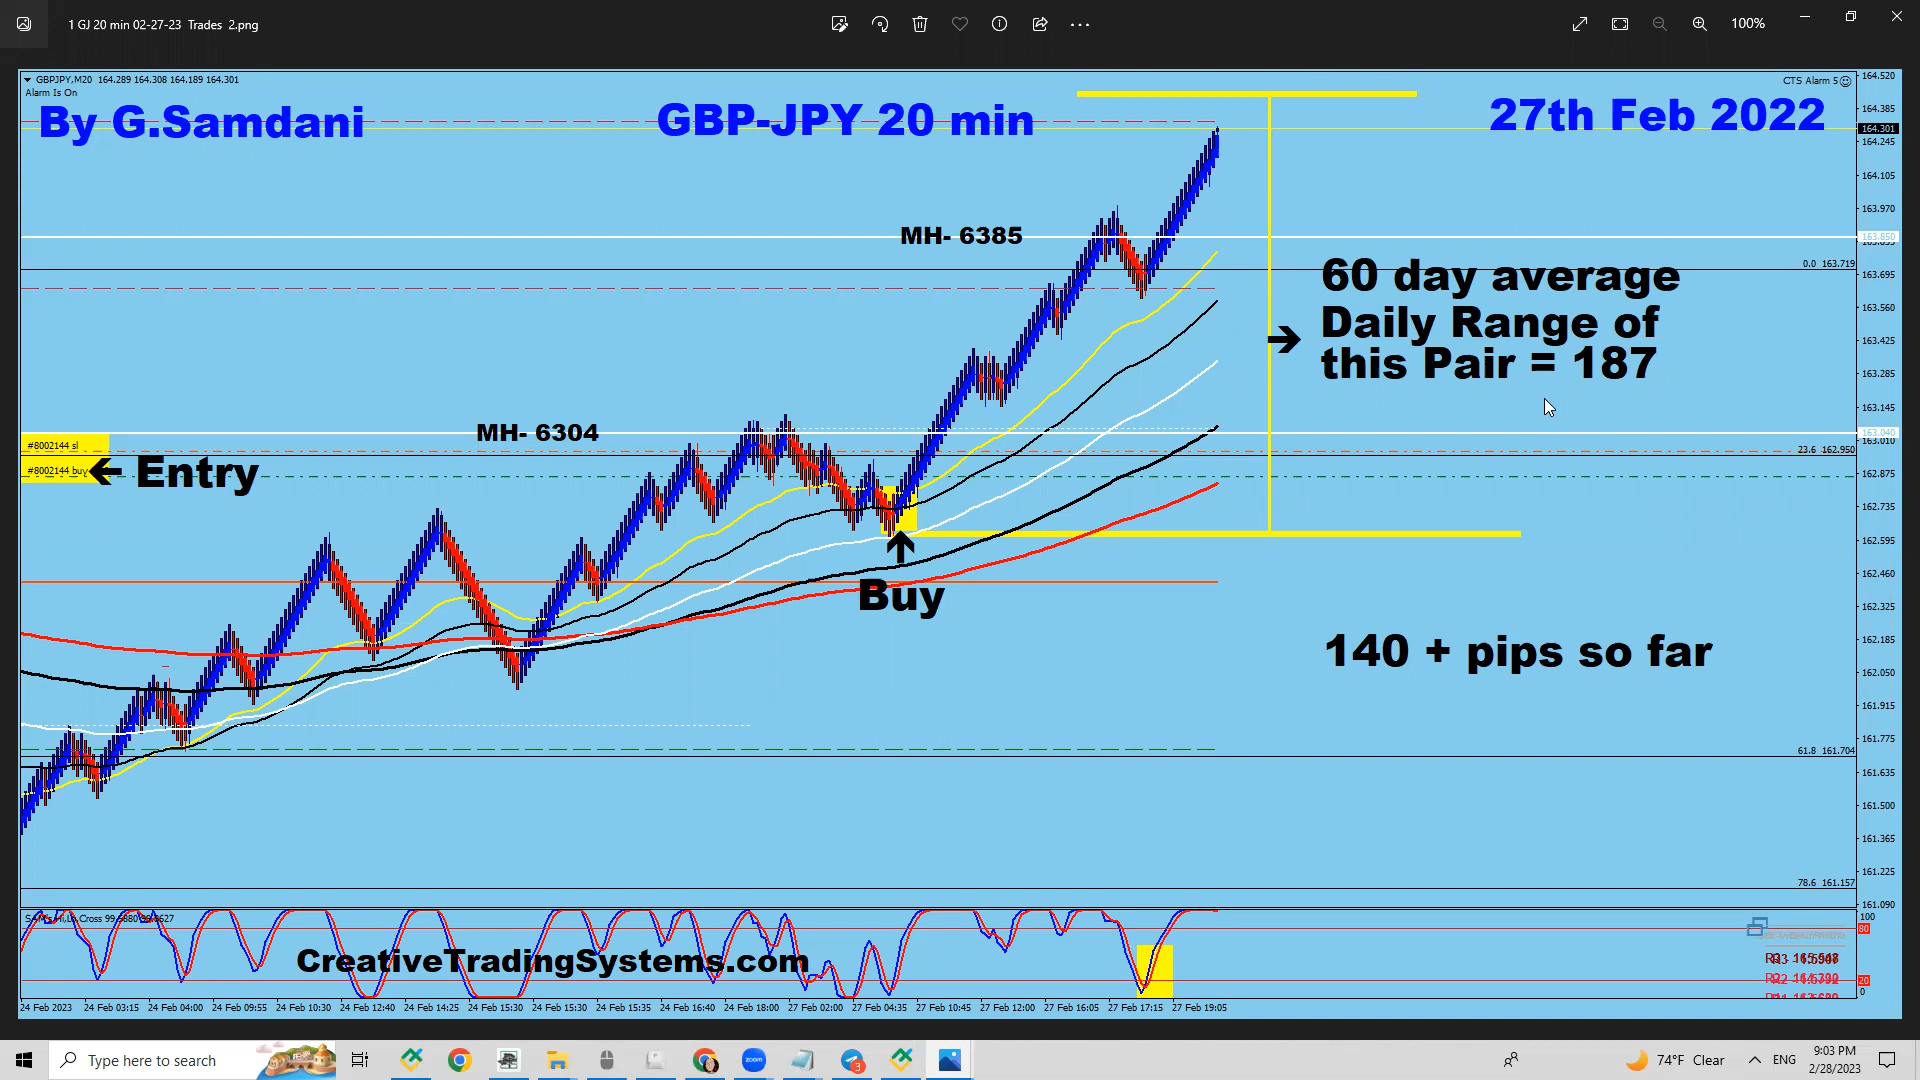 1 GJ 20 min 02-27-23 Trades 2.png
100%
GBPJPY,M20 164.289 164.308 164.189 164.301
CTS Alarm 5
Alarm Is On
By G.Samdani
GBP-JPY 20 min
27th Feb 2022
164.520
164.385
164.301
164.245
164.105
163.970
MH- 6385
163.850
0.0 163.719
163.695
60 day average
Daily Range of
this Pair = 187
163.560
163.425
163.285
163.145
MH- 6304
163.040
163.010
#8002144 sl
23.6 162.950
#8002144 buy
Entry
162.875
162.735
162.595
Buy
162.460
162.325
140 + pips so far
162.185
162.050
161.915
161.775
61.8 161.704
161.635
161.500
161.365
161.225
78.6 161.157
161.090
100
80
CreativeTradingSystems.com
20
0
24 Feb 2023
24 Feb 03:15
24 Feb 04:00
24 Feb 09:55
24 Feb 10:30
24 Feb 12:40
24 Feb 14:25
24 Feb 15:30
24 Feb 15:30
24 Feb 15:35
24 Feb 16:40
24 Feb 18:00
27 Feb 02:00
27 Feb 04:35
27 Feb 10:45
27 Feb 12:00
27 Feb 16:05
27 Feb 17:15
27 Feb 19:05
Type here to search
zoom
3
74°F Clear
ENG
9:03 PM
2/28/2023